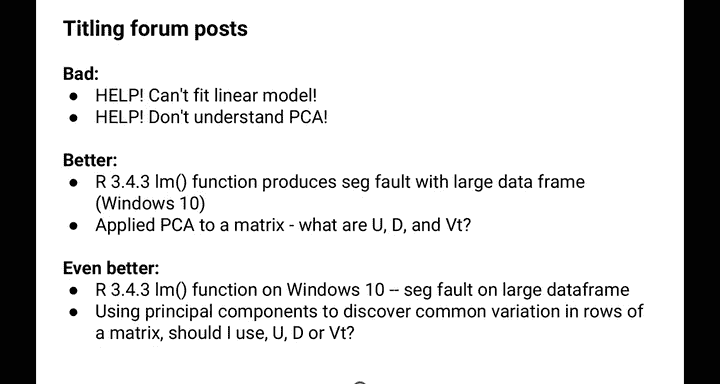 Titling forum posts
Bad:
● HELP! Can't fit linear model!
● HELP! Don't understand PCA!
Better:
● R 3.4.3 lm() function produces seg fault with large data frame
(Windows 10)
● Applied PCA to a matrix - what are U, D, and Vt?
Even better:
● R 3.4.3 lm() function on Windows 10 -- seg fault on large dataframe
● Using principal components to discover common variation in rows of
a matrix, should I use, U, D or Vt?